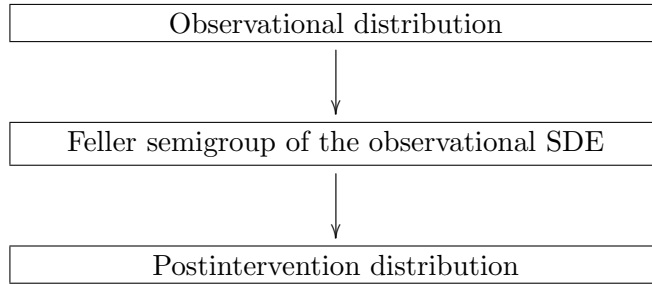 Observational distribution
Feller semigroup of the observational SDE
Postintervention distribution